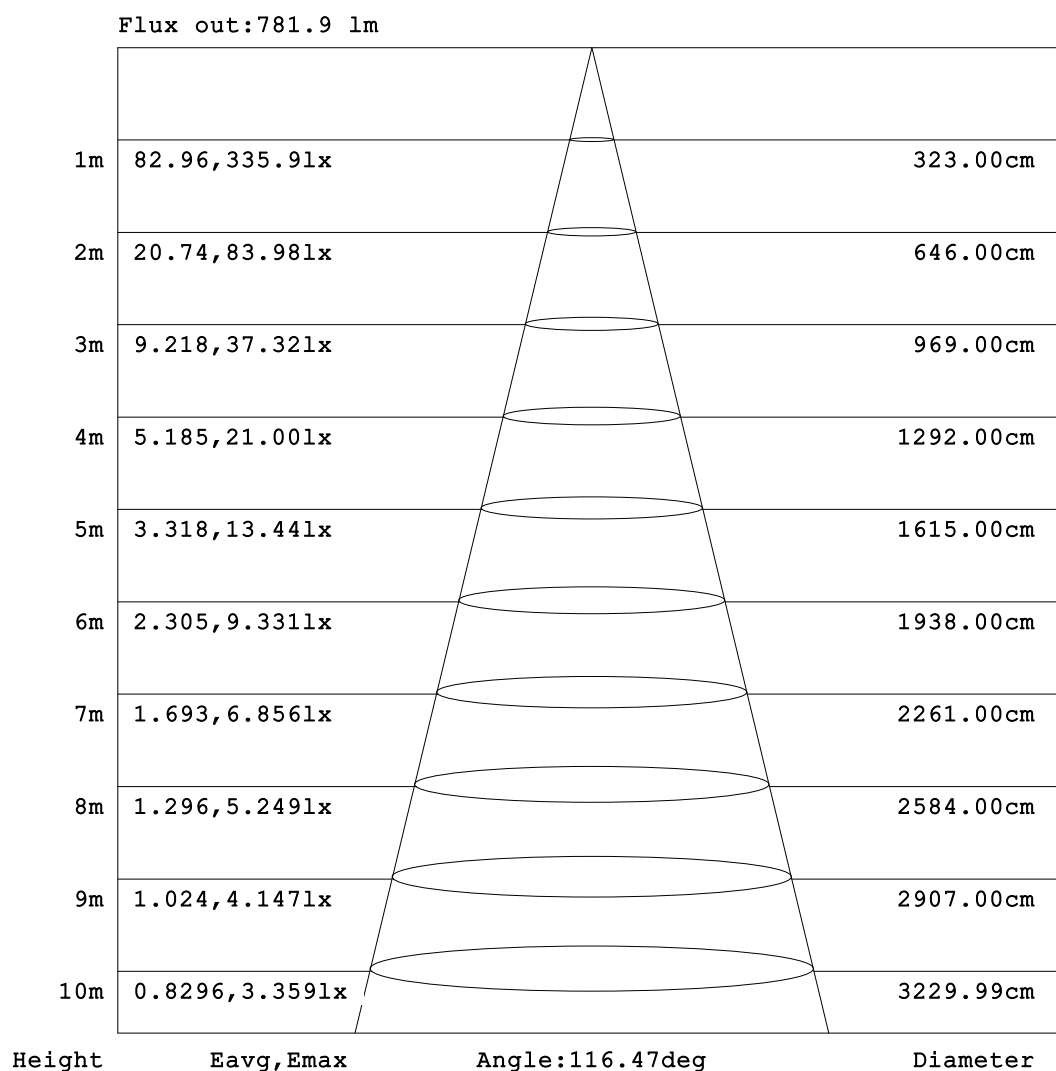 Flux out:781.9 lm
1m 82.96,335.9lx 323.00cm
2m 20.74,83.98lx 646.00cm
3m 9.218,37.32lx 969.00cm
4m 5.185,21.00lx 1292.00cm
5m 3.318,13.44lx 1615.00cm
6m 2.305,9.331lx 1938.00cm
7m 1.693,6.856lx 2261.00cm
8m 1.296,5.249lx 2584.00cm
9m 1.024,4.147lx 2907.00cm
10m 0.8296,3.359lx 3229.99cm
Height Eavg,Emax Angle:116.47deg Diameter